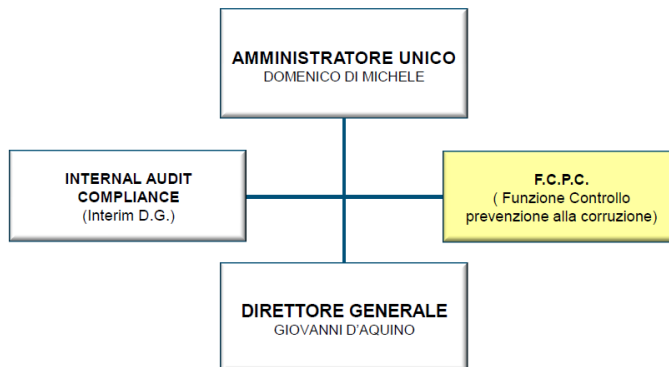 AMMINISTRATORE UNICO
DOMENICO DI MICHELE
INTERNAL AUDIT
COMPLIANCE
(Interim D.G.)
F.C.P.C.
( Funzione Controllo
prevenzione alla corruzione)
DIRETTORE GENERALE
GIOVANNI D'AQUINO